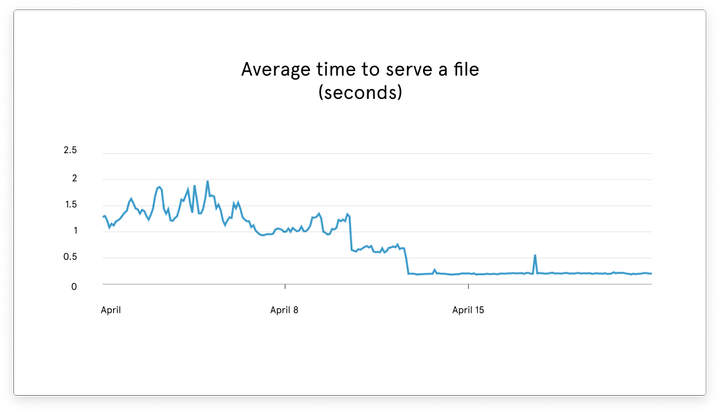 Average time to serve a file
(seconds)
2.5
2
1.5
1
0.5
0
April
April 8
April 15